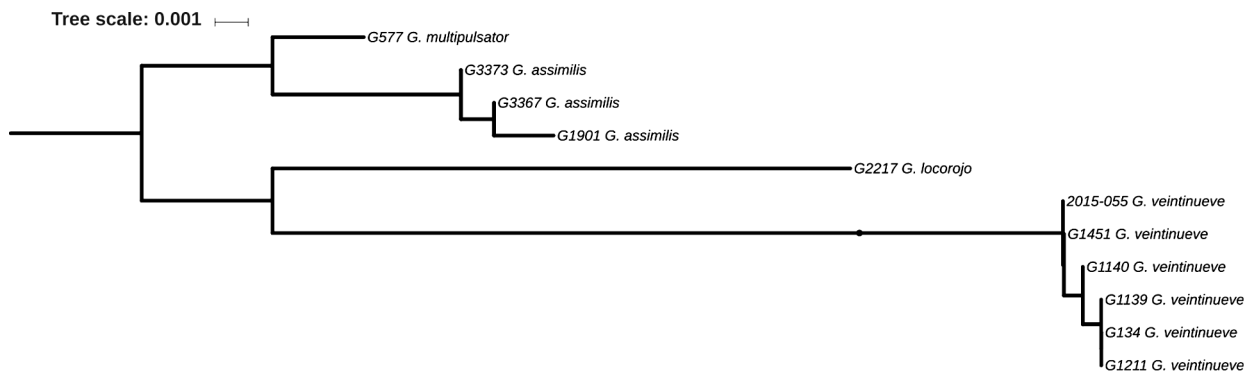 Tree scale: 0.001
G577 G. multipulsator
G3373 G. assimilis
G3367 G. assimilis
G1901 G. assimilis
G2217 G. locorojo
2015-055 G. veintinueve
G1451 G. veintinueve
G1140 G. veintinueve
G1139 G. veintinueve
G134 G. veintinueve
G1211 G. veintinueve